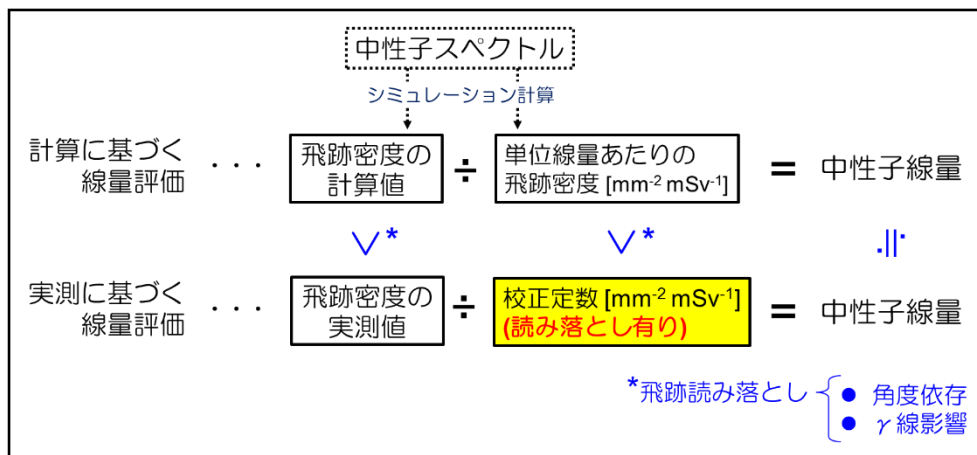 中性子スペクトル
シミュレーション計算
計算に基づく
線量評価
・・・
飛跡密度の
計算値
÷
単位線量あたりの
飛跡密度 [mm-2 mSv-1]
=
中性子線量
∨*
∨*
.||·
実測に基づく
線量評価
・・・
飛跡密度の
実測値
÷
校正定数 [mm-2 mSv-1]
(読み落とし有り)
=
中性子線量
*飛跡読み落とし
● 角度依存
● γ線影響